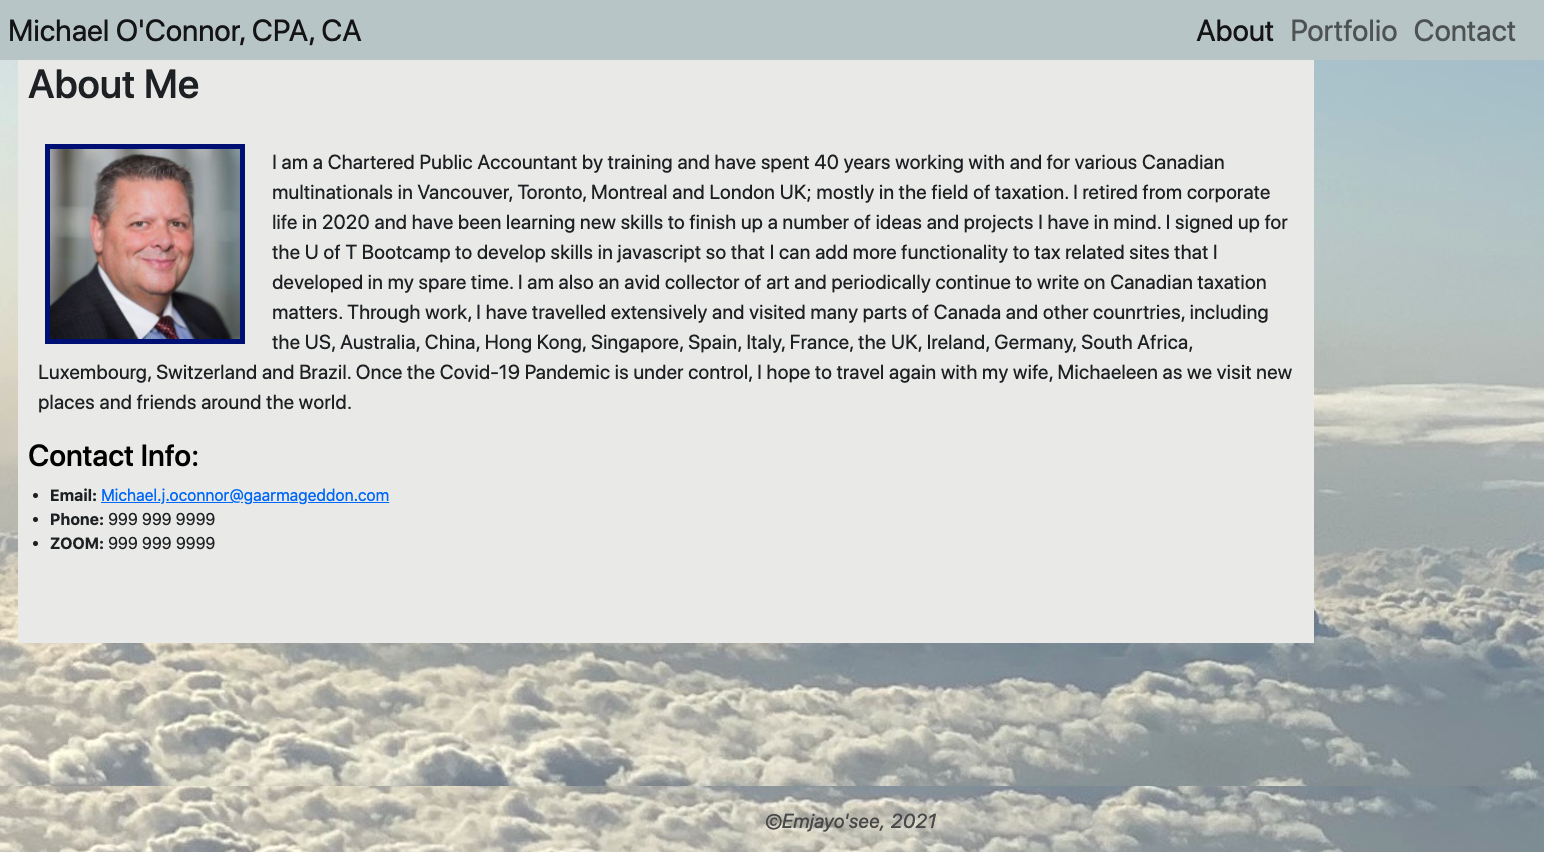 Michael O'Connor, CPA, CA
About Portfolio Contact
About Me
I am a Chartered Public Accountant by training and have spent 40 years working with and for various Canadian
multinationals in Vancouver, Toronto, Montreal and London UK; mostly in the field of taxation. I retired from corporate
life in 2020 and have been learning new skills to finish up a number of ideas and projects I have in mind. I signed up for
the U of T Bootcamp to develop skills in javascript so that I can add more functionality to tax related sites that I
developed in my spare time. I am also an avid collector of art and periodically continue to write on Canadian taxation
matters. Through work, I have travelled extensively and visited many parts of Canada and other counrtries, including
the US, Australia, China, Hong Kong, Singapore, Spain, Italy, France, the UK, Ireland, Germany, South Africa,
Luxembourg, Switzerland and Brazil. Once the Covid-19 Pandemic is under control, I hope to travel again with my wife, Michaeleen as we visit new
places and friends around the world.
Contact Info:
• Email: Michael.j.oconnor@gaarmageddon.com
• Phone: 999 999 9999
• ZOOM: 999 999 9999
©Emjayo'see, 2021